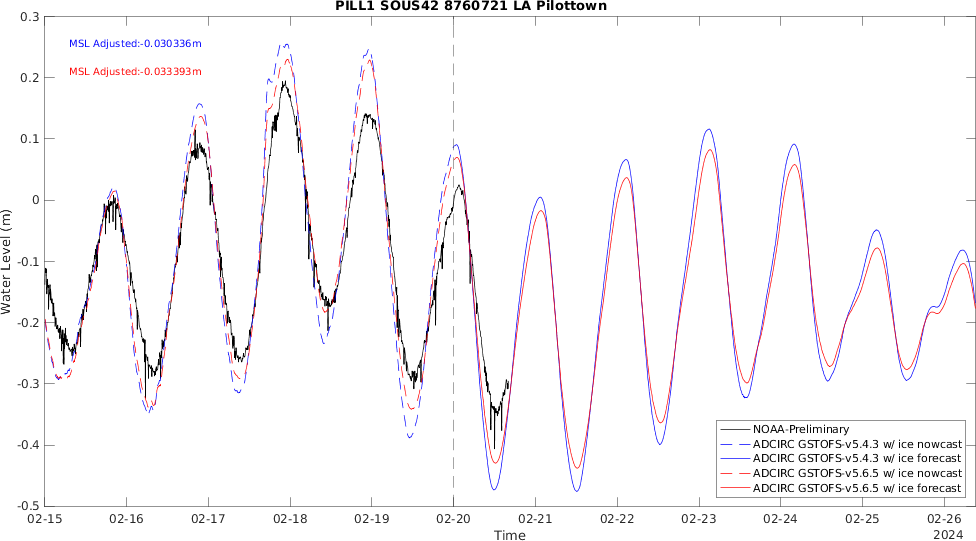 PILL1 SOUS42 8760721 LA Pilottown
MSL Adjusted:-0.030336m
MSL Adjusted:-0.033393m
Water Level (m)
0.3
0.2
0.1
0
-0.1
-0.2
-0.3
-0.4
-0.5
02-15 02-16 02-17 02-18 02-19 02-20 02-21 02-22 02-23 02-24 02-25 02-26
Time
2024
NOAA-Preliminary
ADCIRC GSTOFS-v5.4.3 w/ ice nowcast
ADCIRC GSTOFS-v5.4.3 w/ ice forecast
ADCIRC GSTOFS-v5.6.5 w/ ice nowcast
ADCIRC GSTOFS-v5.6.5 w/ ice forecast